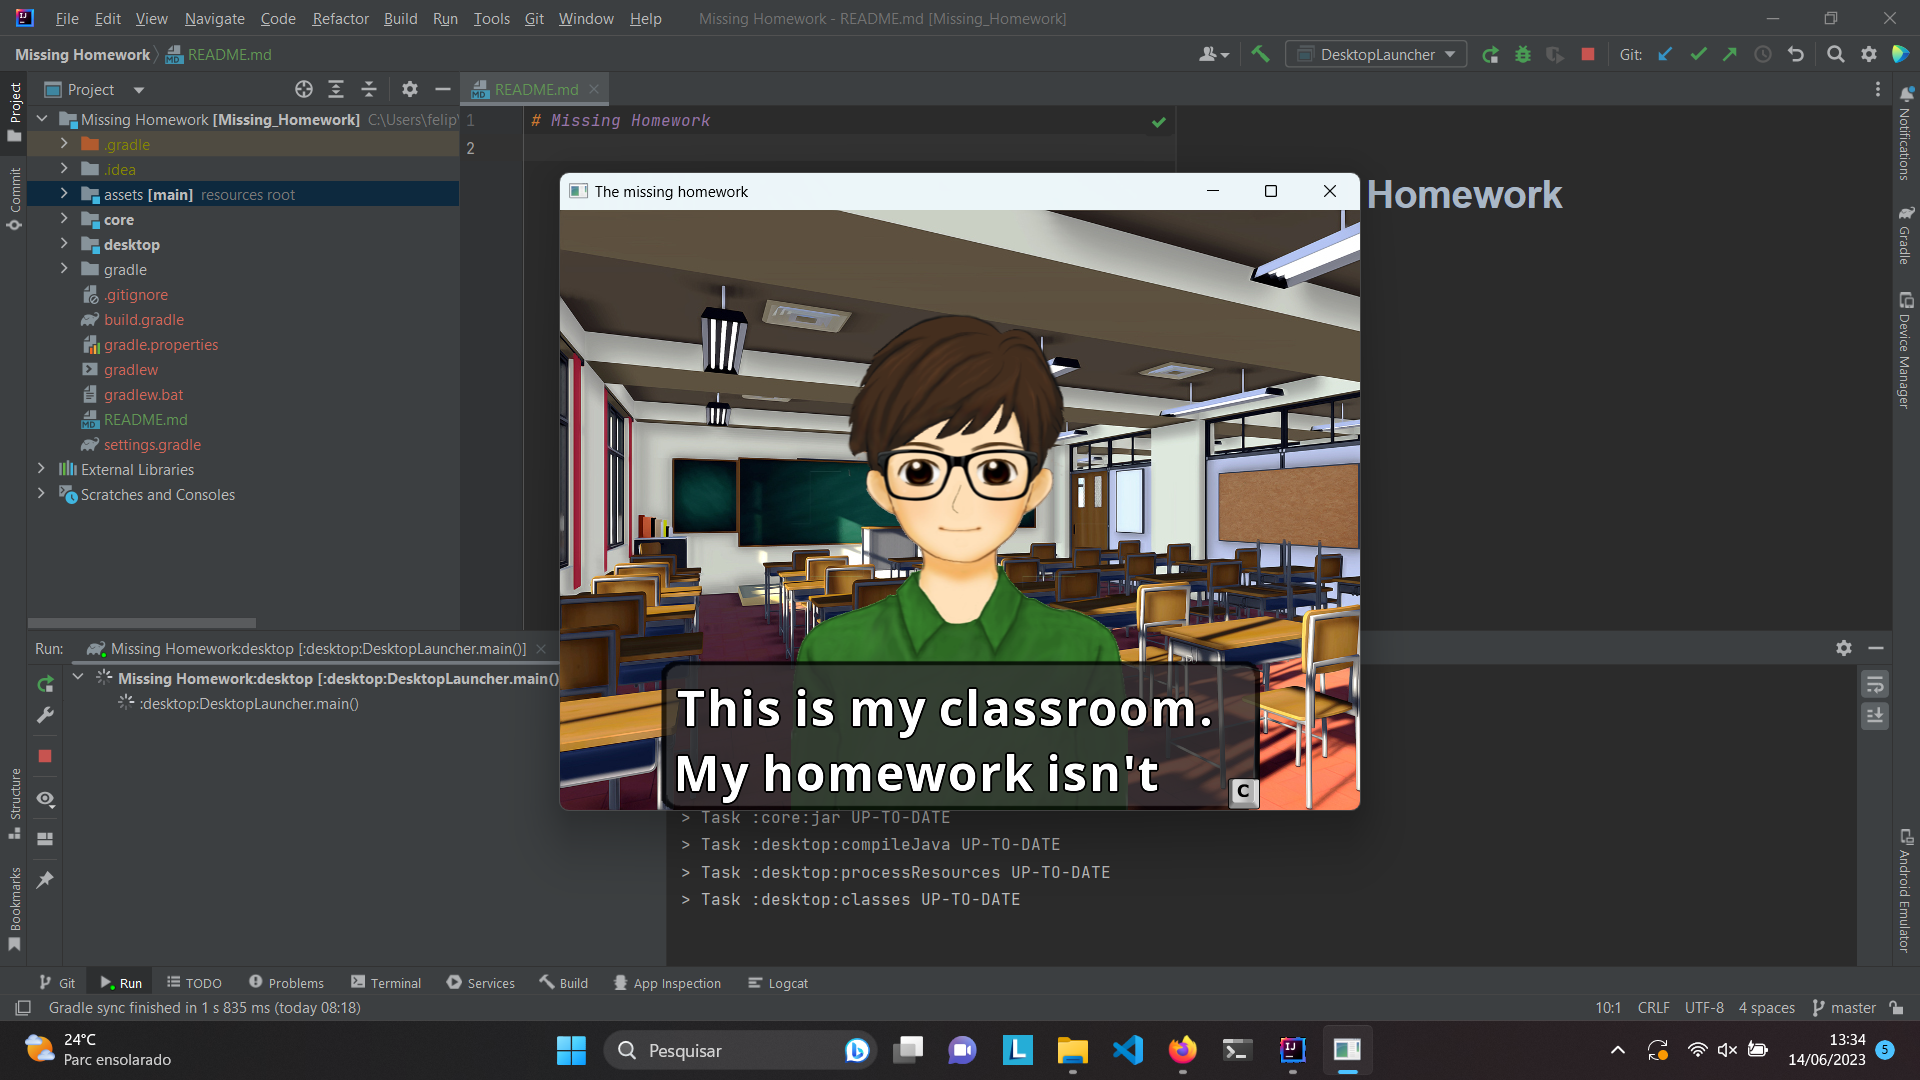 File Edit View Navigate Code Refactor Build Run Tools Git Window Help Missing Homework - README.md [Missing_Homework]
Missing Homework README.md DesktopLauncher Git:
Project README.md
Missing Homework [Missing_Homework] C:\Users\felip\
.gradle
.idea
assets [main] resources root
core
desktop
gradle
.gitignore
build.gradle
gradle.properties
gradlew
gradlew.bat
README.md
settings.gradle
External Libraries
Scratches and Consoles
1 # Missing Homework
2
Homework
The missing homework
This is my classroom.
My homework isn't
C
Run: Missing Homework:desktop [:desktop:DesktopLauncher.main()]
Missing Homework:desktop [:desktop:DesktopLauncher.main()
:desktop:DesktopLauncher.main()
> Task :core:jar UP-TO-DATE
> Task :desktop:compileJava UP-TO-DATE
> Task :desktop:processResources UP-TO-DATE
> Task :desktop:classes UP-TO-DATE
Project
Commit
Structure
Bookmarks
Notifications
Gradle
Device Manager
Android Emulator
Git Run TODO Problems Terminal Services Build App Inspection Logcat
Gradle sync finished in 1 s 835 ms (today 08:18) 10:1 CRLF UTF-8 4 spaces master
24°C
Parc ensolarado
Pesquisar
13:34
14/06/2023
5